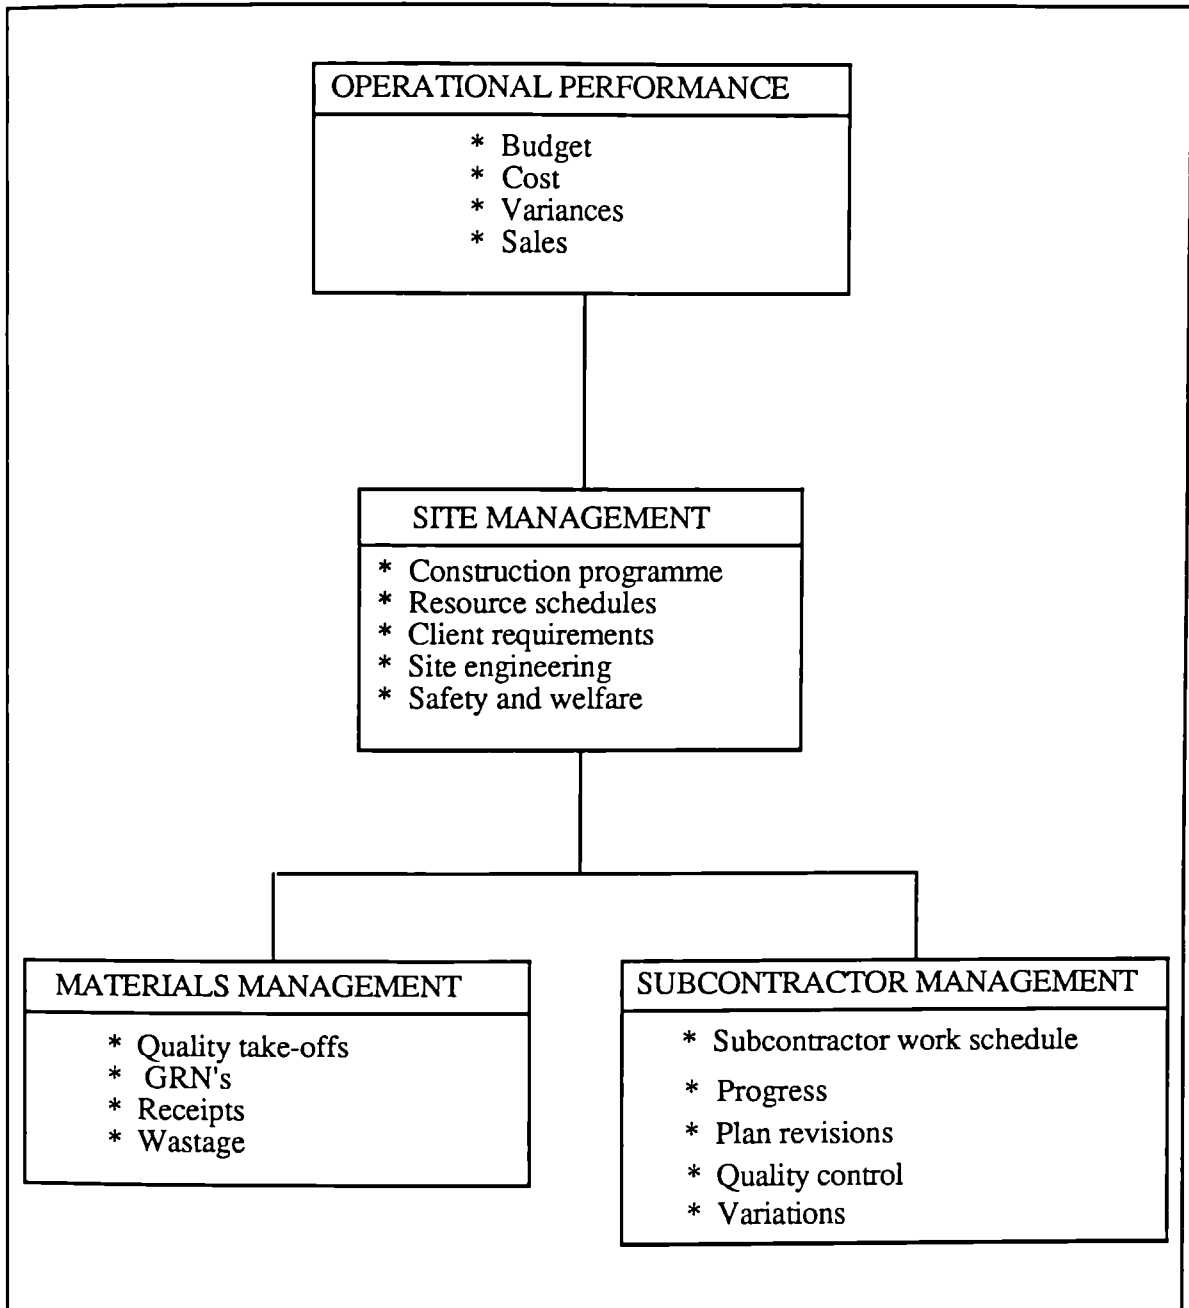 OPERATIONAL PERFORMANCE
* Budget
* Cost
* Variances
* Sales
SITE MANAGEMENT
* Construction programme
* Resource schedules
* Client requirements
* Site engineering
* Safety and welfare
MATERIALS MANAGEMENT
* Quality take-offs
* GRN's
* Receipts
* Wastage
SUBCONTRACTOR MANAGEMENT
* Subcontractor work schedule
* Progress
* Plan revisions
* Quality control
* Variations